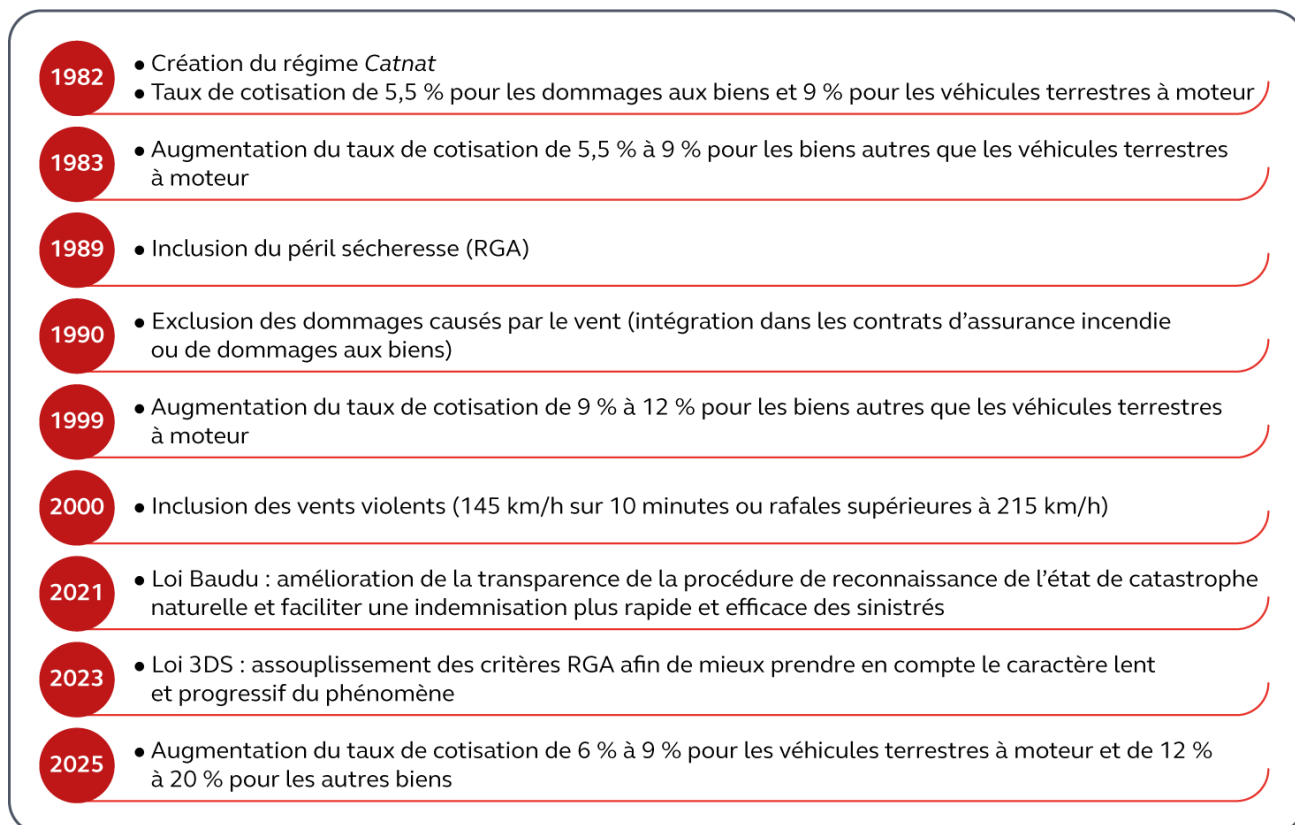 1982
• Création du régime Catnat
• Taux de cotisation de 5,5 % pour les dommages aux biens et 9 % pour les véhicules terrestres à moteur
1983
• Augmentation du taux de cotisation de 5,5 % à 9 % pour les biens autres que les véhicules terrestres
à moteur
1989
• Inclusion du péril sécheresse (RGA)
1990
• Exclusion des dommages causés par le vent (intégration dans les contrats d’assurance incendie
ou de dommages aux biens)
1999
• Augmentation du taux de cotisation de 9 % à 12 % pour les biens autres que les véhicules terrestres
à moteur
2000
• Inclusion des vents violents (145 km/h sur 10 minutes ou rafales supérieures à 215 km/h)
2021
• Loi Baudu : amélioration de la transparence de la procédure de reconnaissance de l’état de catastrophe
naturelle et faciliter une indemnisation plus rapide et efficace des sinistrés
2023
• Loi 3DS : assouplissement des critères RGA afin de mieux prendre en compte le caractère lent
et progressif du phénomène
2025
• Augmentation du taux de cotisation de 6 % à 9 % pour les véhicules terrestres à moteur et de 12 %
à 20 % pour les autres biens